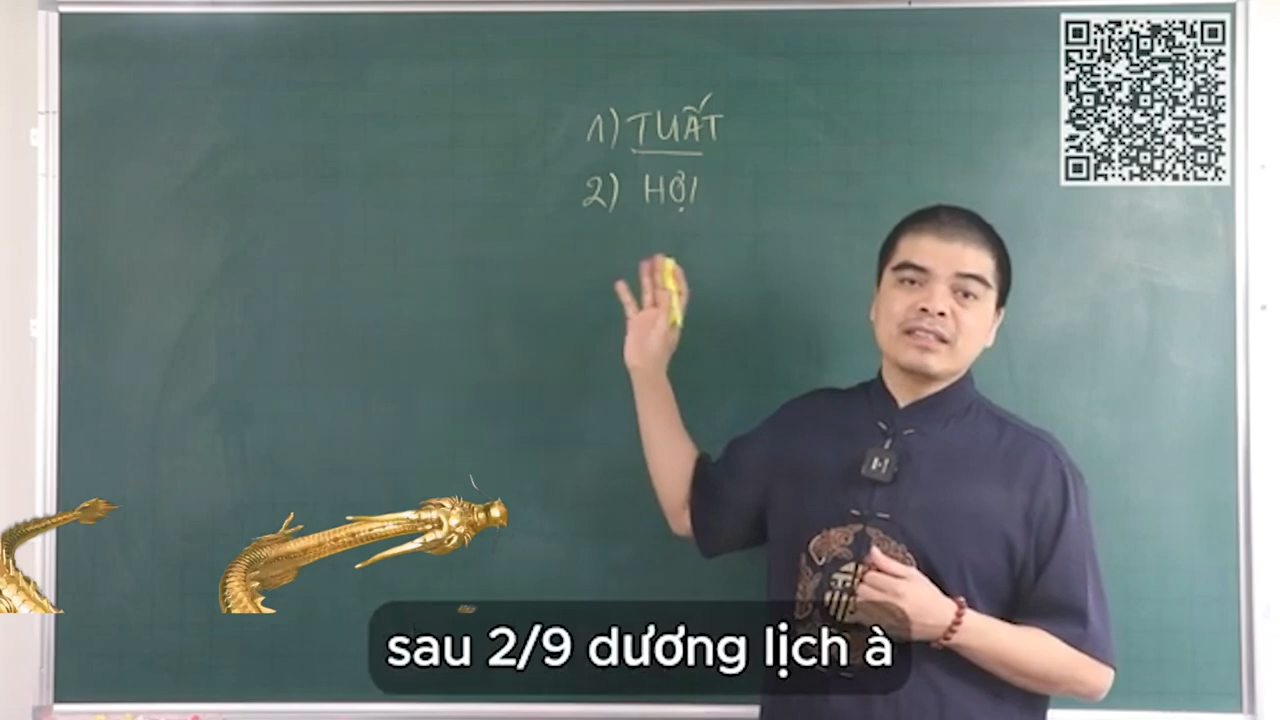 1) TUẤT
2) HỢI
sau 2/9 dương lịch à